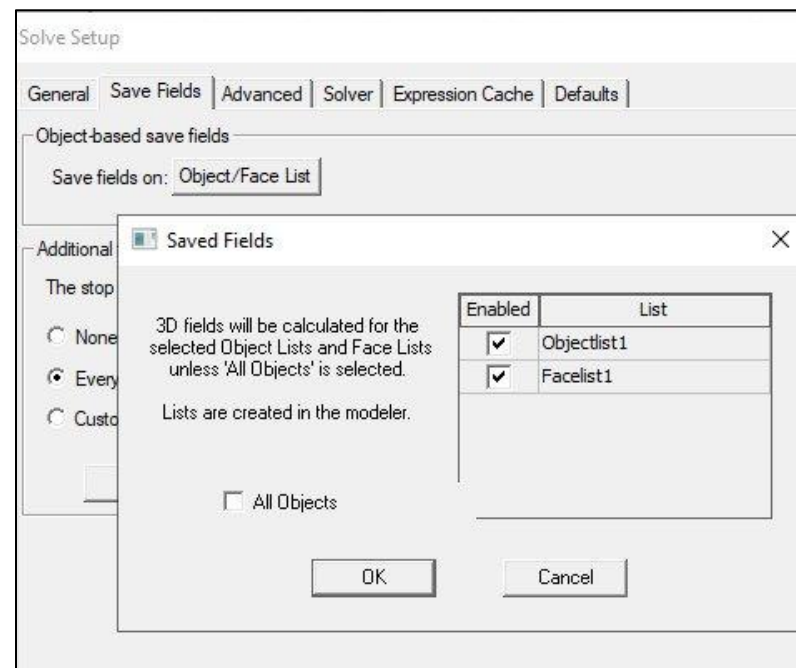 Solve Setup
General Save Fields Advanced Solver Expression Cache Defaults
Object-based save fields
Save fields on: Object/Face List
Additional
The stop
None
Every
Custo
Saved Fields
3D fields will be calculated for the
selected Object Lists and Face Lists
unless 'All Objects' is selected.
Lists are created in the modeler.
All Objects
Enabled List
Objectlist1
Facelist1
OK Cancel